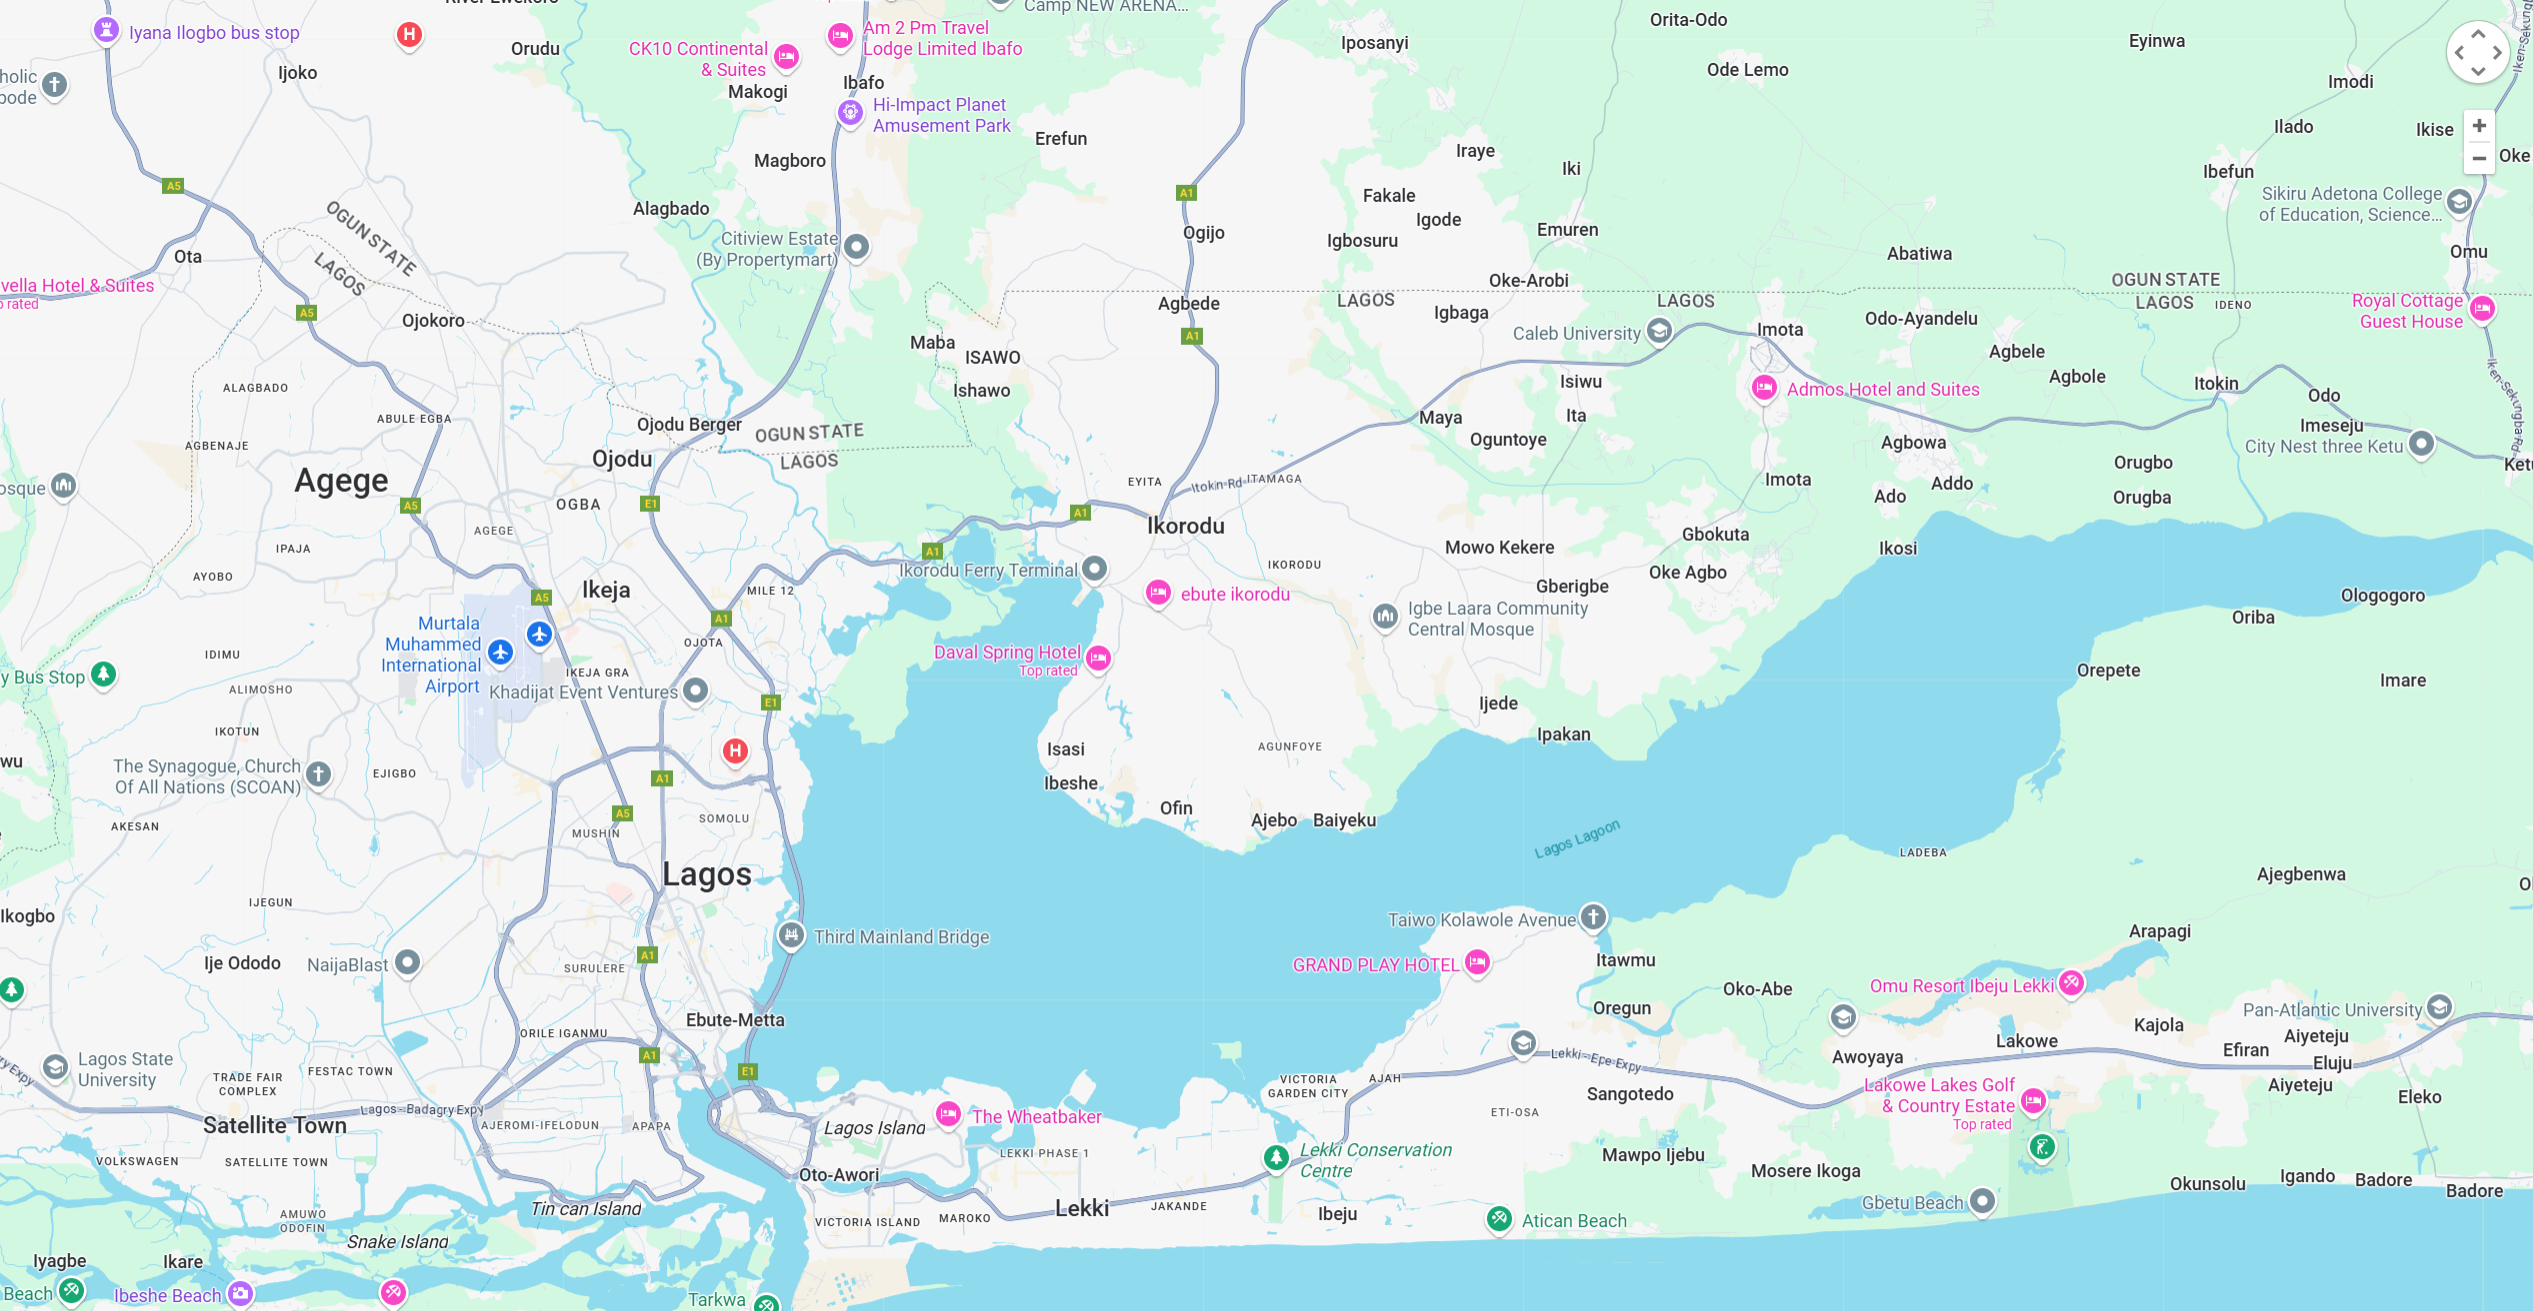 River Ewekoro
Camp NEW ARENA...
Orita-Odo
Iyana Ilogbo bus stop
H
Orudu
CK10 Continental
& Suites
Am 2 Pm Travel
Lodge Limited Ibafo
Iposanyi
Eyinwa
Ijoko
Ode Lemo
Imodi
holic
bode
Makogi
Ibafo
Hi-Impact Planet
Amusement Park
Erefun
Ilado
Ikise
Oke
Magboro
Iraye
Iki
Ibefun
A5
A1
Fakale
Sikiru Adetona College
of Education, Science...
Alagbado
Igode
OGUN STATE
LAGOS
Citiview Estate
(By Propertymart)
Ogijo
Igbosuru
Emuren
Ota
Abatiwa
Omu
vella Hotel & Suites
o rated
Oke-Arobi
OGUN STATE
LAGOS
IDENO
Agbede
LAGOS
LAGOS
Igbaga
Royal Cottage
Guest House
A5
Ojokoro
A1
Caleb University
Imota
Odo-Ayandelu
Maba
ISAWO
Agbele
Iken-Sekungba Rd
ALAGBADO
Ishawo
Isiwu
Admos Hotel and Suites
Agbole
Itokin
Odo
ABULE EGBA
Ojodu Berger
OGUN STATE
LAGOS
Maya
Ita
Imeseju
AGBENAJE
Oguntoye
Agbowa
City Nest three Ketu
Ketu
Agege
Ojodu
Orugbo
osque
EYITA
Itokin Rd
ITAMAGA
Imota
Ado
Addo
Orugba
A5
OGBA
E1
A1
AGEGE
Ikorodu
Gbokuta
IPAJA
A1
Mowo Kekere
Ikosi
AYOBO
Ikeja
A5
MILE 12
Ikorodu Ferry Terminal
IKORODU
Gberigbe
Oke Agbo
A1
ebute ikorodu
Igbe Laara Community
Central Mosque
Ologogoro
Oriba
Murtala
Muhammed
International
Airport
OJOTA
IDIMU
Daval Spring Hotel
Top rated
Orepete
y Bus Stop
IKEJA GRA
Imare
ALIMOSHO
Khadijat Event Ventures
E1
Ijede
IKOTUN
H
Isasi
AGUNFOYE
Ipakan
wu
The Synagogue, Church
Of All Nations (SCOAN)
EJIGBO
A1
Ibeshe
A5
Ofin
Ajebo
Baiyeku
AKESAN
MUSHIN
SOMOLU
Lagos Lagoon
LADEBA
Lagos
Ajegbenwa
O
IJEGUN
Ikogbo
Third Mainland Bridge
Taiwo Kolawole Avenue
Arapagi
Ije Ododo
NaijaBlast
A1
SURULERE
GRAND PLAY HOTEL
Itawmu
Omu Resort Ibeju Lekki
Oko-Abe
Oregun
Pan-Atlantic University
Ebute-Metta
Kajola
ORILE IGANMU
Lakowe
Aiyeteju
Efiran
A1
Lekki - Epe Expy
Awoyaya
Eluju
Lagos State
University
FESTAC TOWN
E1
TRADE FAIR
COMPLEX
VICTORIA
GARDEN CITY
AJAH
Sangotedo
Lakowe Lakes Golf
& Country Estate
Top rated
Aiyeteju
Eleko
ry Expy
Lagos - Badagry Expy
Satellite Town
AJEROMI-IFELODUN
APAPA
Lagos Island
The Wheatbaker
ETI-OSA
VOLKSWAGEN
SATELLITE TOWN
LEKKI PHASE 1
Lekki Conservation
Centre
Mawpo Ijebu
Mosere Ikoga
Oto-Awori
Igando
Badore
Okunsolu
Badore
Tin can Island
Lekki
JAKANDE
Gbetu Beach
AMUWO
ODOFIN
VICTORIA ISLAND
MAROKO
Ibeju
Atican Beach
Snake Island
Iyagbe
Ikare
Beach
Ibeshe Beach
Tarkwa